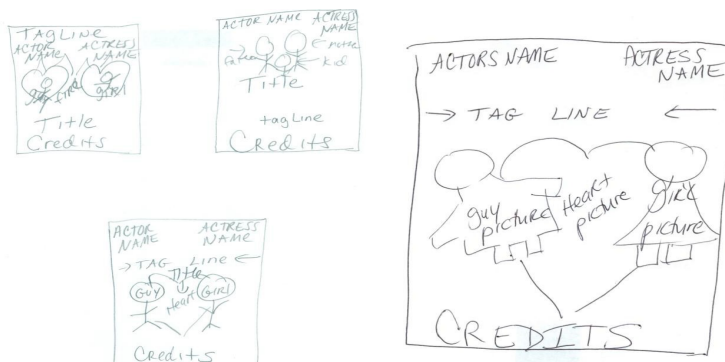 TAGLINE
ACTOR NAME ACTRESS NAME
girl
Title
Credits
ACTOR NAME ACTRESS NAME
kid
Title
tagLine
CRedits
ACTOR NAME ACTRESS NAME
→ TAG Line ←
Title
GUY Heart GIRl
Credits
ACTORS NAME ACTRESS NAME
→ TAG LINE ←
guy picture Heart picture girl picture
CREDITS